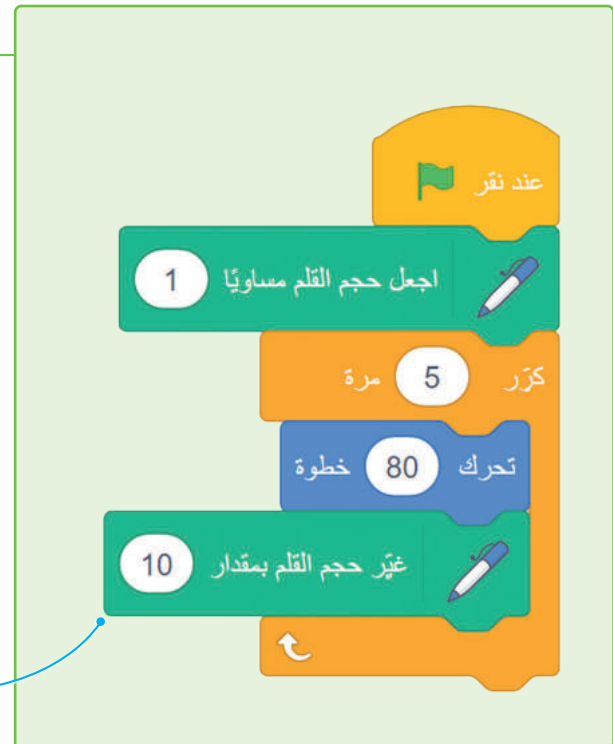 عند نقر
اجعل حجم القلم مساويًا 1
كرّر 5 مرة
تحرك 80 خطوة
غيّر حجم القلم بمقدار 10